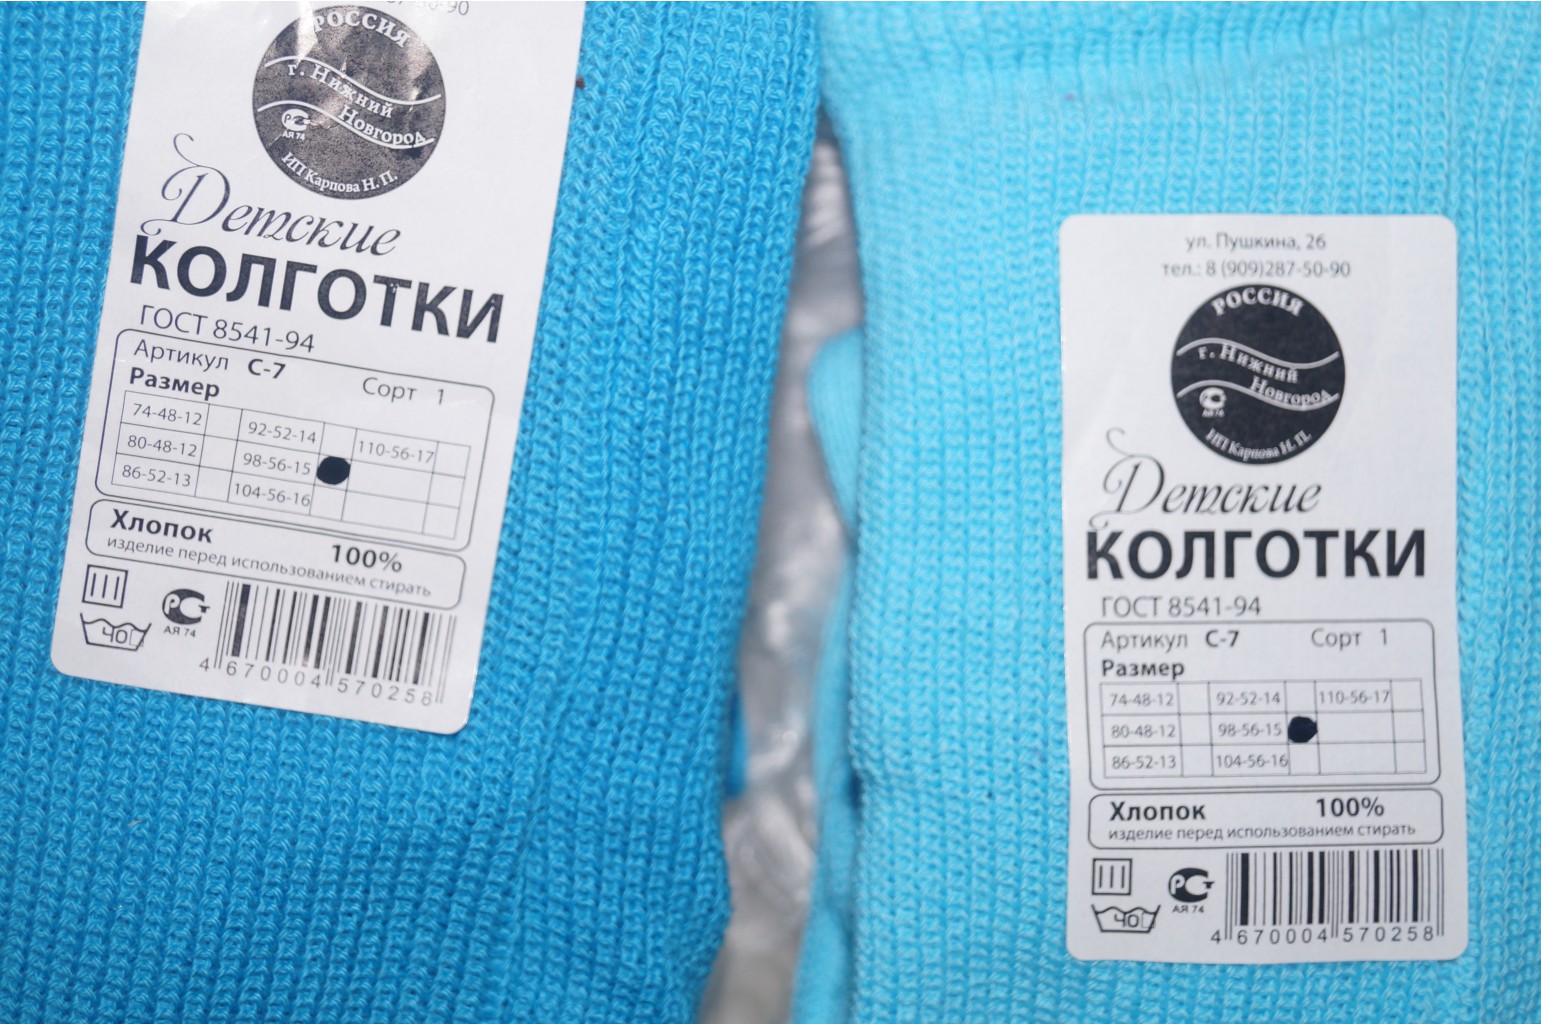 РОССИЯ
г. Нижний
Новгород
АЯ 74
ИП Карпова Н. П.
Детские
КОЛГОТКИ
ГОСТ 8541-94
Артикул С-7 Сорт 1
Размер
74-48-12 92-52-14 110-56-17
80-48-12 98-56-15
86-52-13 104-56-16
Хлопок 100%
изделие перед использованием стирать
40
АЯ 74
4 670004 570258
ул. Пушкина, 26
тел.: 8 (909)287-50-90
РОССИЯ
г. Нижний
Новгород
АЯ 74
ИП Карпова Н. П.
Детские
КОЛГОТКИ
ГОСТ 8541-94
Артикул С-7 Сорт 1
Размер
74-48-12 92-52-14 110-56-17
80-48-12 98-56-15
86-52-13 104-56-16
Хлопок 100%
изделие перед использованием стирать
40
АЯ 74
4 670004 570258